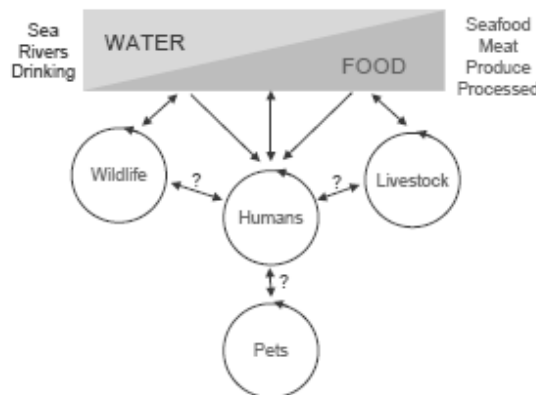 Sea
Rivers
Drinking
WATER
FOOD
Seafood
Meat
Produce
Processed
Wildlife
?
Humans
?
Livestock
?
Pets